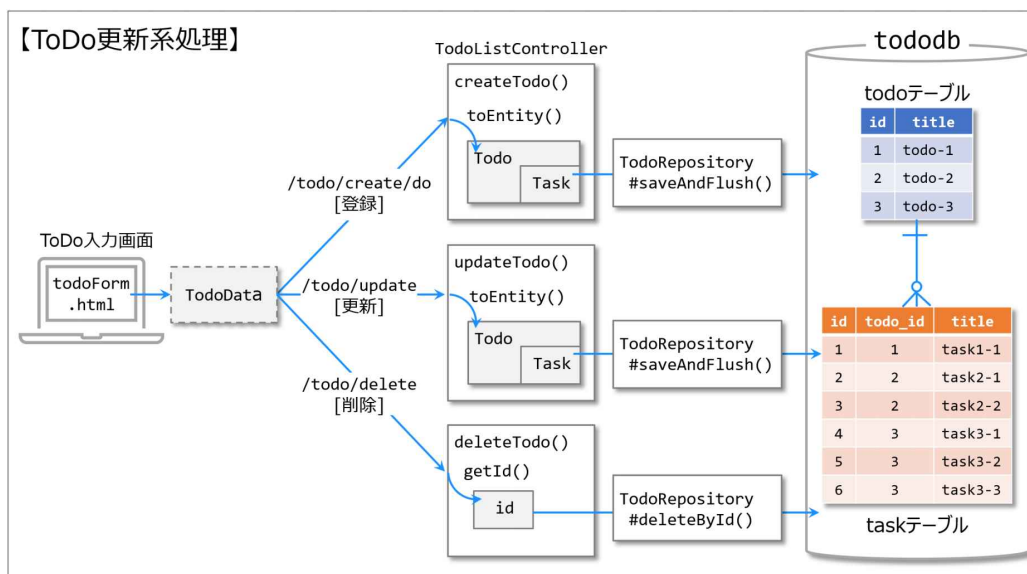 【ToDo更新系処理】
ToDo入力画面
todoForm
.html
TodoData
/todo/create/do
[登録]
/todo/update
[更新]
/todo/delete
[削除]
TodoListController
createTodo()
toEntity()
Todo
Task
TodoRepository
#saveAndFlush()
updateTodo()
toEntity()
Todo
Task
TodoRepository
#saveAndFlush()
deleteTodo()
getId()
id
TodoRepository
#deleteById()
tododb
todoテーブル
id title
1 todo-1
2 todo-2
3 todo-3
id todo_id title
1 1 task1-1
2 2 task2-1
3 2 task2-2
4 3 task3-1
5 3 task3-2
6 3 task3-3
taskテーブル